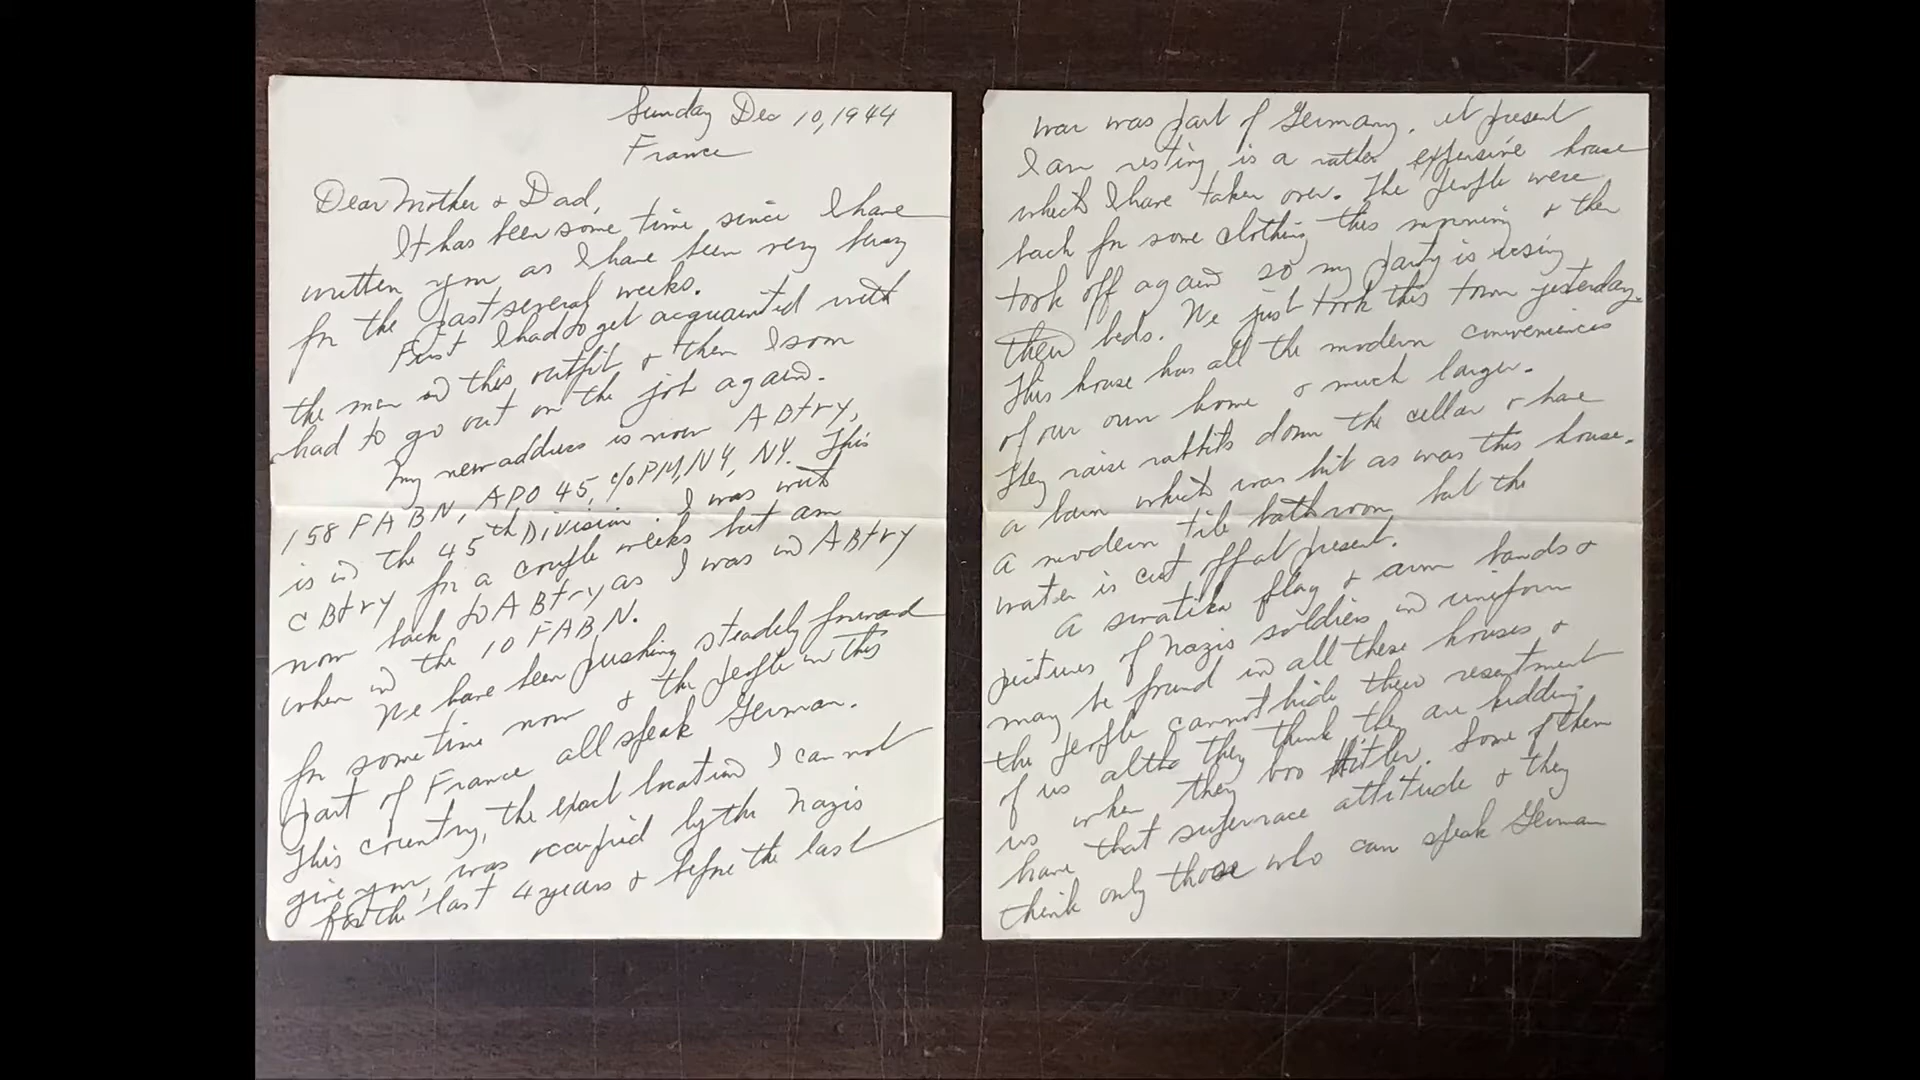 Sunday Dec 10, 1944
France
Dear Mother & Dad,
It has been some time since I have
written you as I have been very busy
for the past several weeks.
First I had to get acquainted with
the men in this outfit & then I soon
had to go out on the job again.
My new address is now A Btry,
158 FABN, APO 45, c/o PM, NY, NY. This
is in the 45th Division. I was with
C Btry for a couple weeks but am
now back to A Btry as I was in A Btry
when in the 10 FABN.
We have been pushing steadily forward
for sometime now & the people in this
part of France all speak German.
This country, the exact location I can not
give you, was occupied by the Nazis
for the last 4 years & before the last
war was part of Germany. at present
I am resting is a rather expensive house
which I have taken over. The people were
back for some clothing this morning & then
took off again so my party is using
their beds. We just took this town yesterday.
This house has all the modern conveniences
of our own home & much larger.
They raise rabbits down the cellar & have
a barn which was hit as was this house.
A modern tile bathroom but the
water is cut off at present.
A swatika flag & arm bands &
pictures of Nazis soldiers in uniform
may be found in all these houses &
the people cannot hide their resentment
of us altho they think they are kidding
us when they boo Hitler. Some of them
have that superrace attitude & they
think only those who can speak German